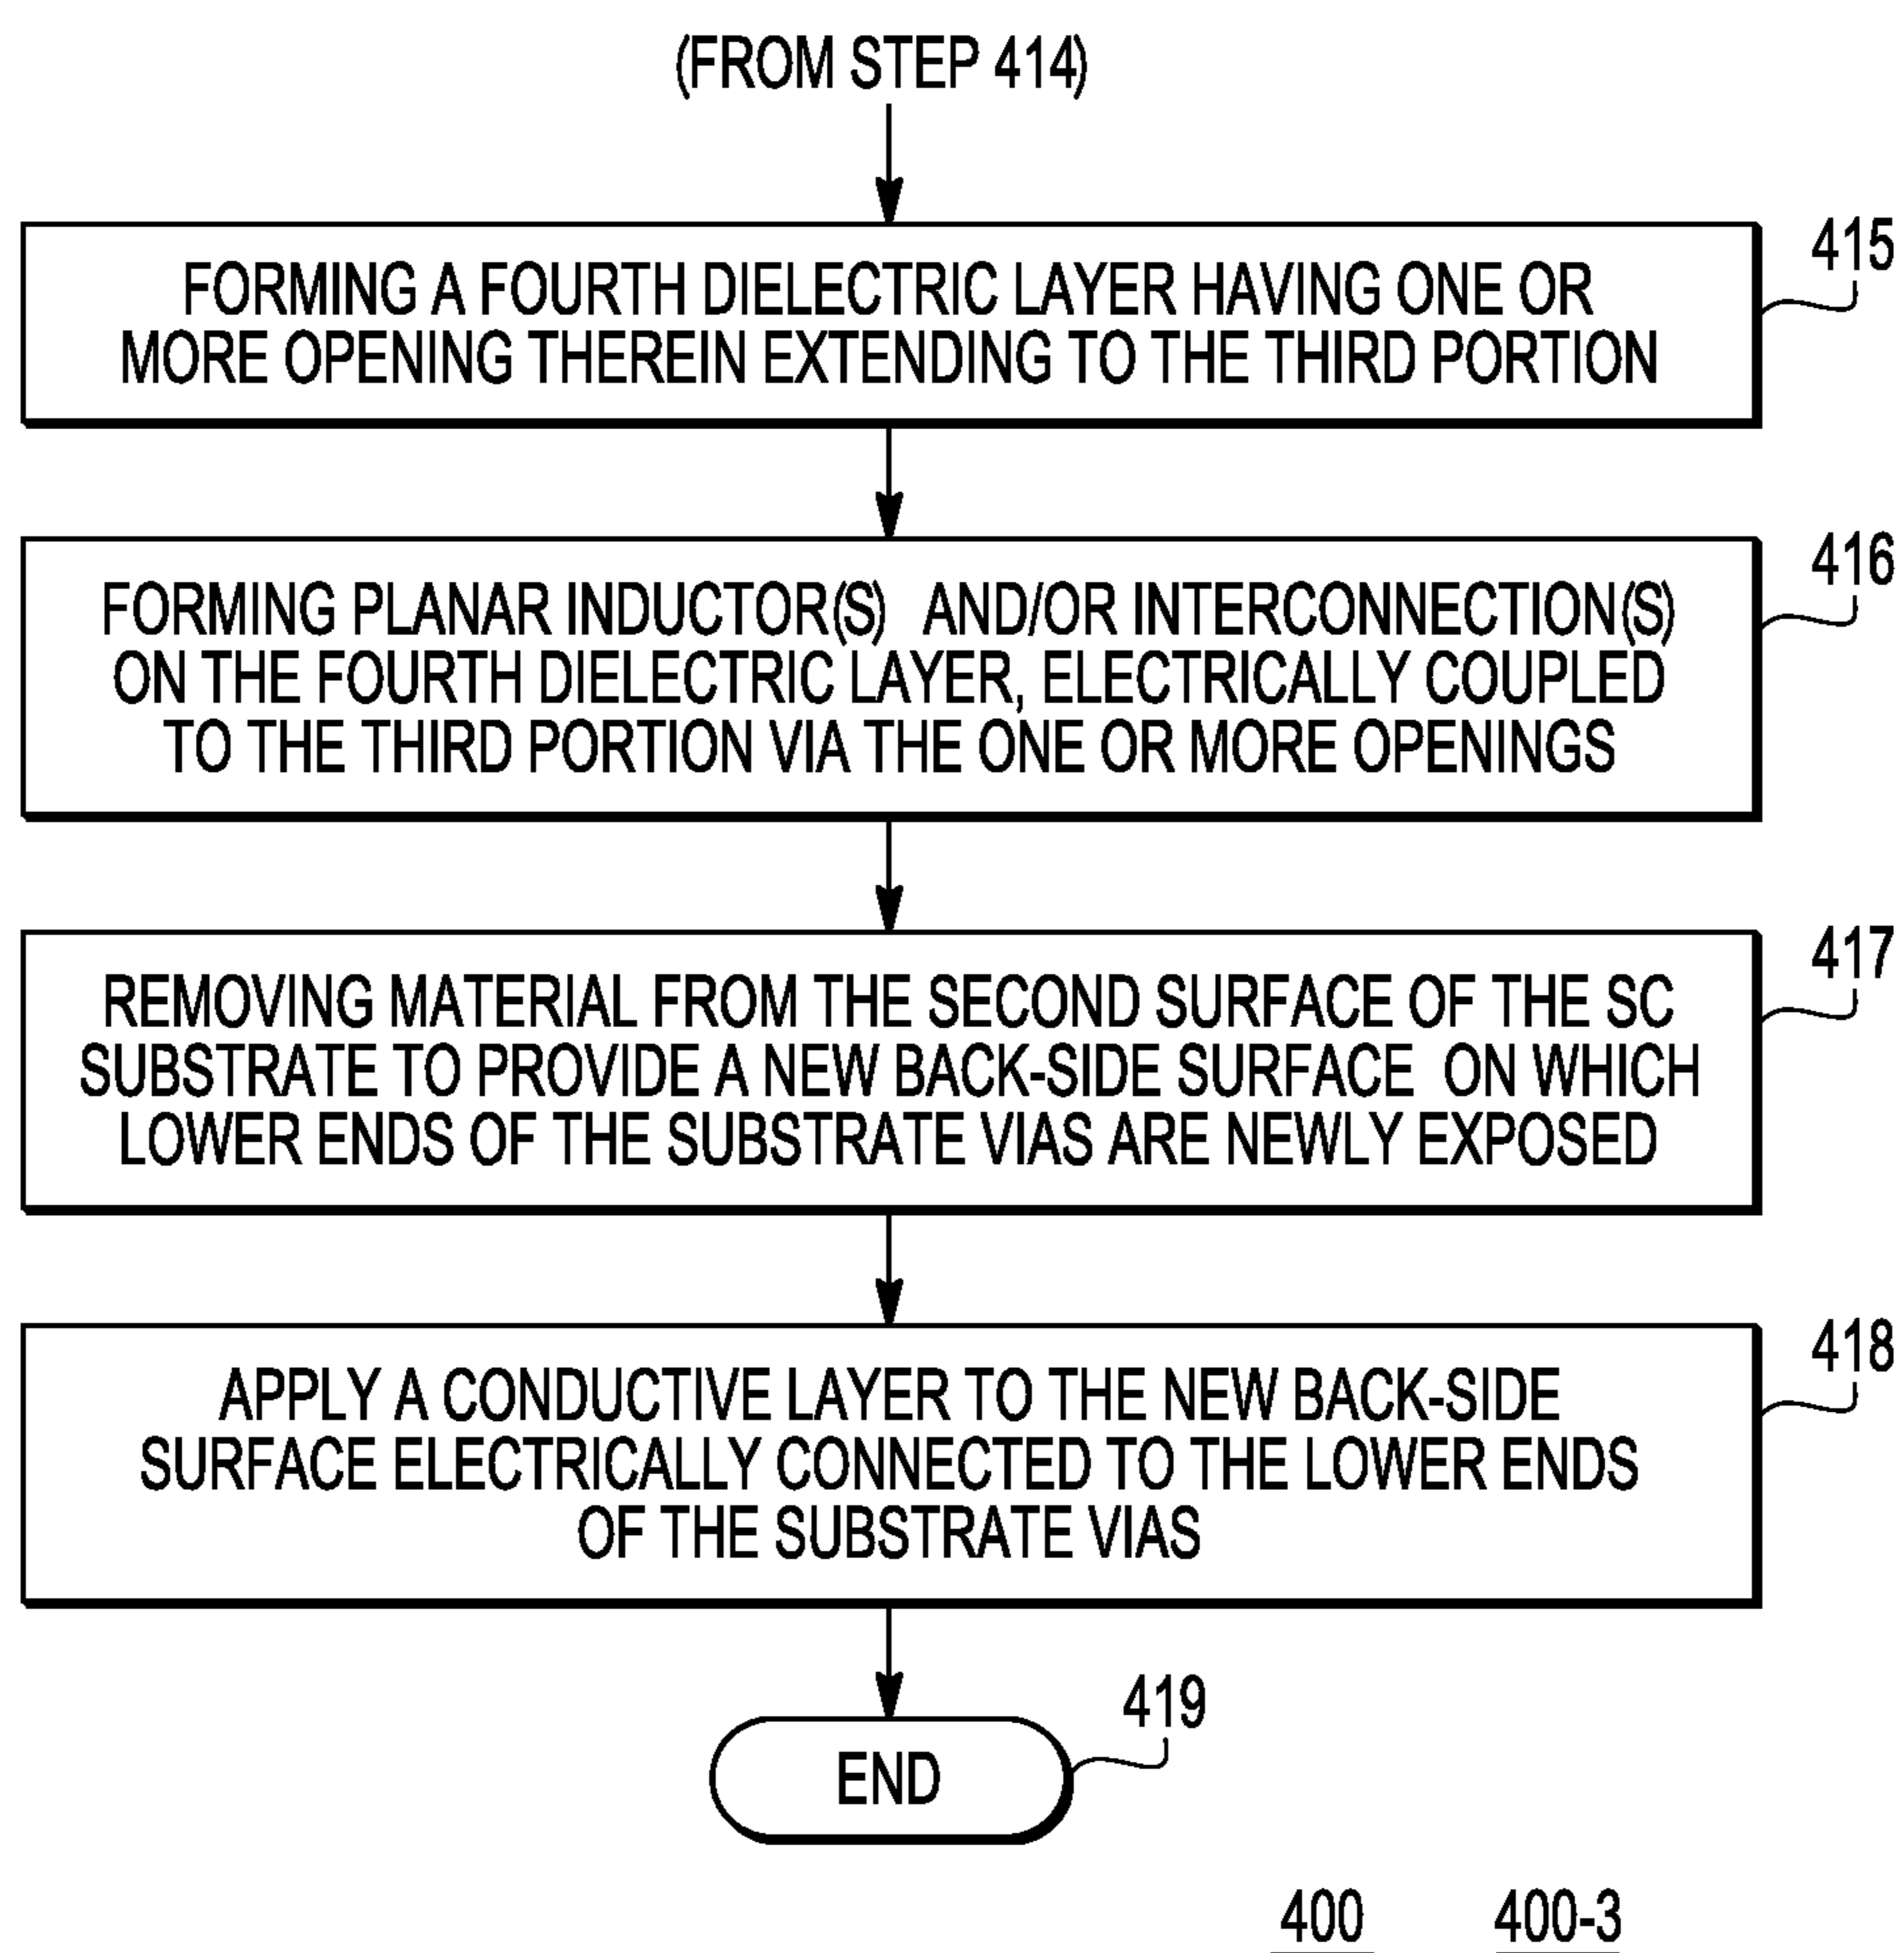 (FROM STEP 414)
415
FORMING A FOURTH DIELECTRIC LAYER HAVING ONE OR
MORE OPENING THEREIN EXTENDING TO THE THIRD PORTION
416
FORMING PLANAR INDUCTOR(S) AND/OR INTERCONNECTION(S)
ON THE FOURTH DIELECTRIC LAYER, ELECTRICALLY COUPLED
TO THE THIRD PORTION VIA THE ONE OR MORE OPENINGS
417
REMOVING MATERIAL FROM THE SECOND SURFACE OF THE SC
SUBSTRATE TO PROVIDE A NEW BACK-SIDE SURFACE ON WHICH
LOWER ENDS OF THE SUBSTRATE VIAS ARE NEWLY EXPOSED
418
APPLY A CONDUCTIVE LAYER TO THE NEW BACK-SIDE
SURFACE ELECTRICALLY CONNECTED TO THE LOWER ENDS
OF THE SUBSTRATE VIAS
419
END
400 400-3